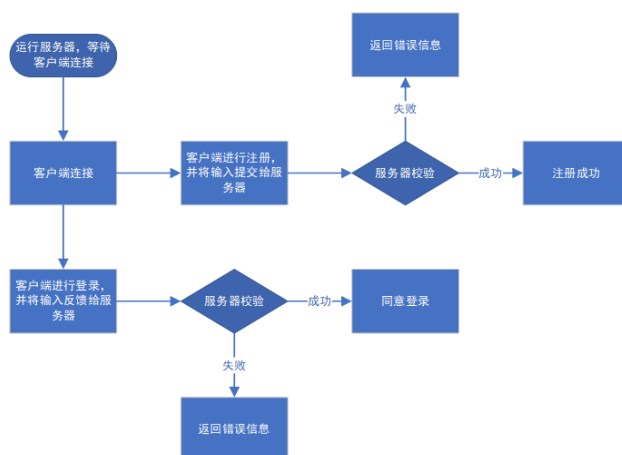 运行服务器，等待
客户端连接
返回错误信息
失败
客户端连接
客户端进行注册，
并将输入提交给服
务器
服务器校验
成功
注册成功
客户端进行登录，
并将输入反馈给服
务器
服务器校验
成功
同意登录
失败
返回错误信息